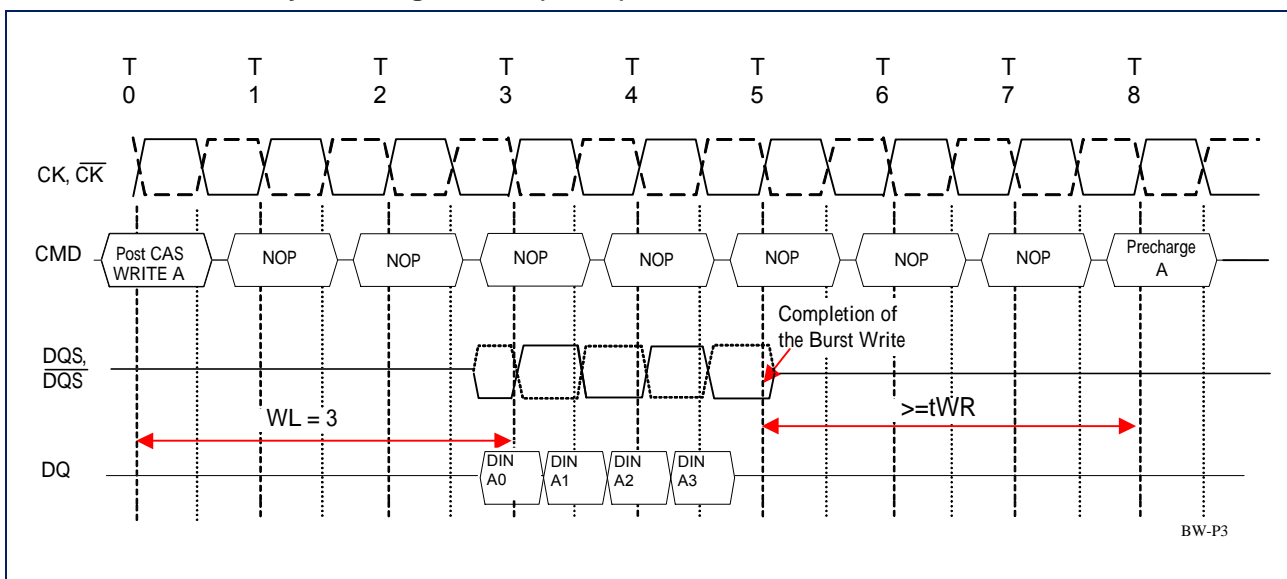 T T T T T T T T T
0 1 2 3 4 5 6 7 8
CK, CK
CMD
Post CAS
WRITE A
NOP
NOP
NOP
NOP
NOP
NOP
NOP
Precharge
A
Completion of
the Burst Write
DQS,
DQS
WL = 3
>=tWR
DQ
DIN
A0
DIN
A1
DIN
A2
DIN
A3
BW-P3